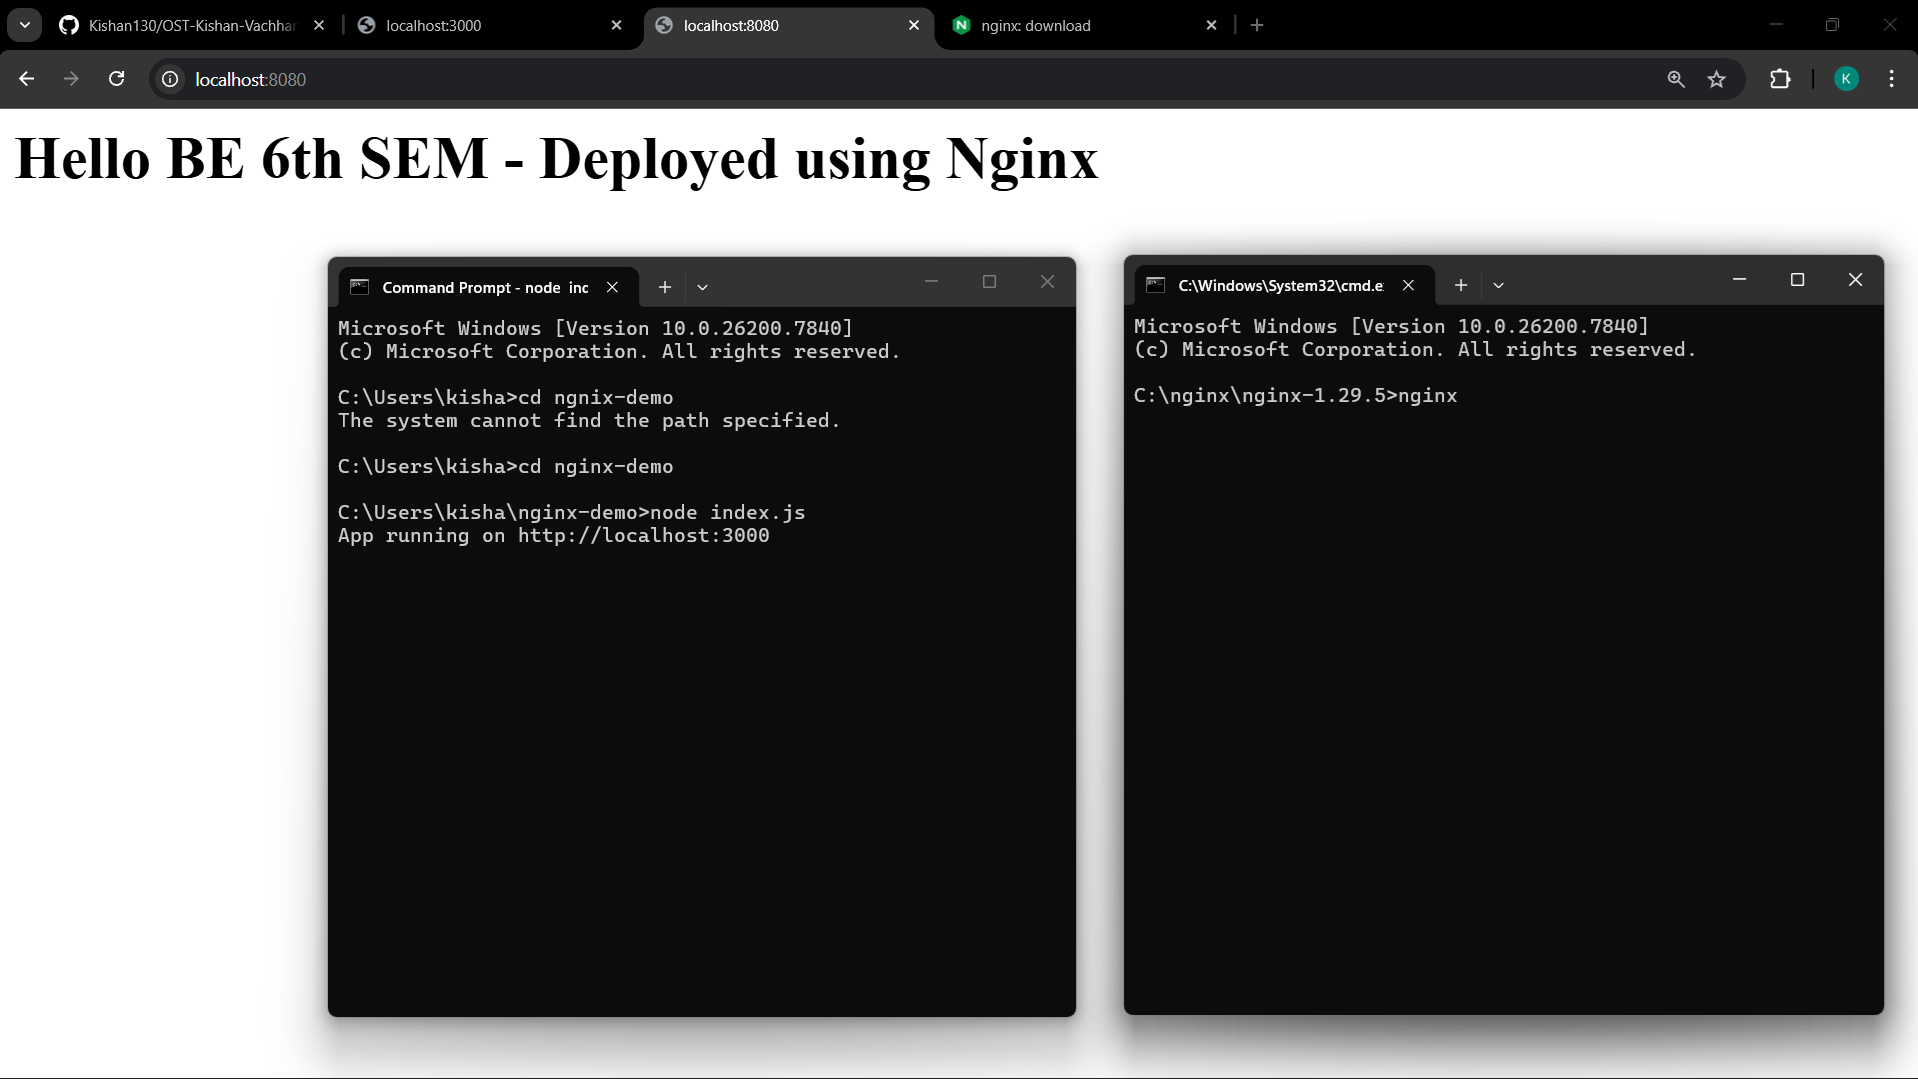 Kishan130/OST-Kishan-Vachhar
localhost:3000
localhost:8080
nginx: download
localhost:8080
K
Hello BE 6th SEM - Deployed using Nginx
Command Prompt - node inc
Microsoft Windows [Version 10.0.26200.7840]
(c) Microsoft Corporation. All rights reserved.
C:\Users\kisha>cd ngnix-demo
The system cannot find the path specified.
C:\Users\kisha>cd nginx-demo
C:\Users\kisha\nginx-demo>node index.js
App running on http://localhost:3000
C:\Windows\System32\cmd.e
Microsoft Windows [Version 10.0.26200.7840]
(c) Microsoft Corporation. All rights reserved.
C:\nginx\nginx-1.29.5>nginx